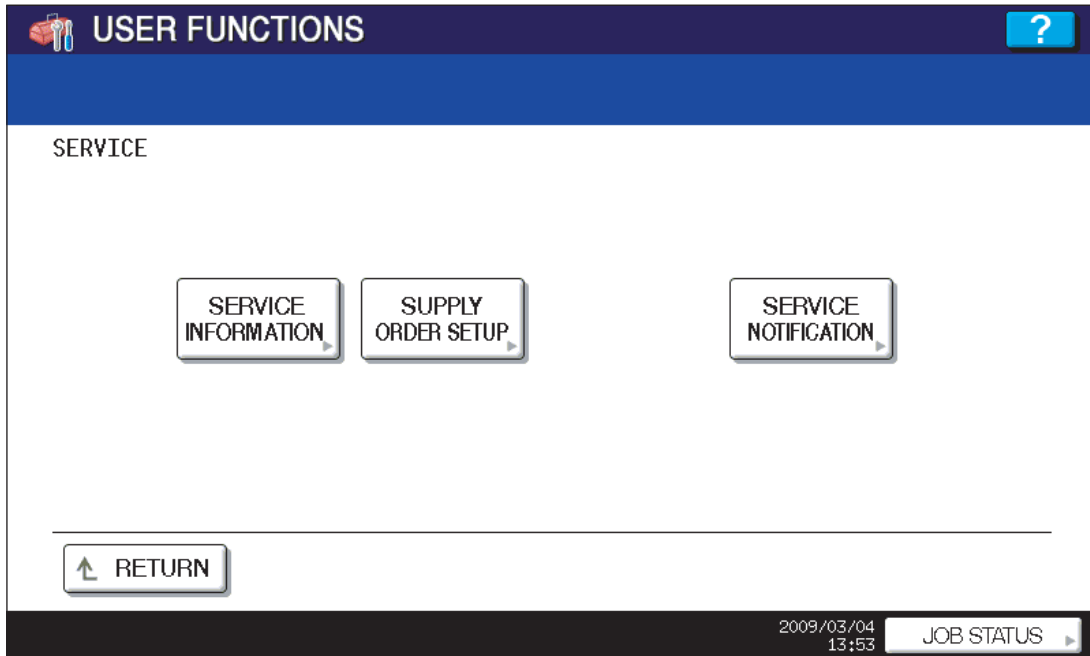 USER FUNCTIONS
?
SERVICE
SERVICE
INFORMATION
SUPPLY
ORDER SETUP
SERVICE
NOTIFICATION
RETURN
2009/03/04
13:53
JOB STATUS